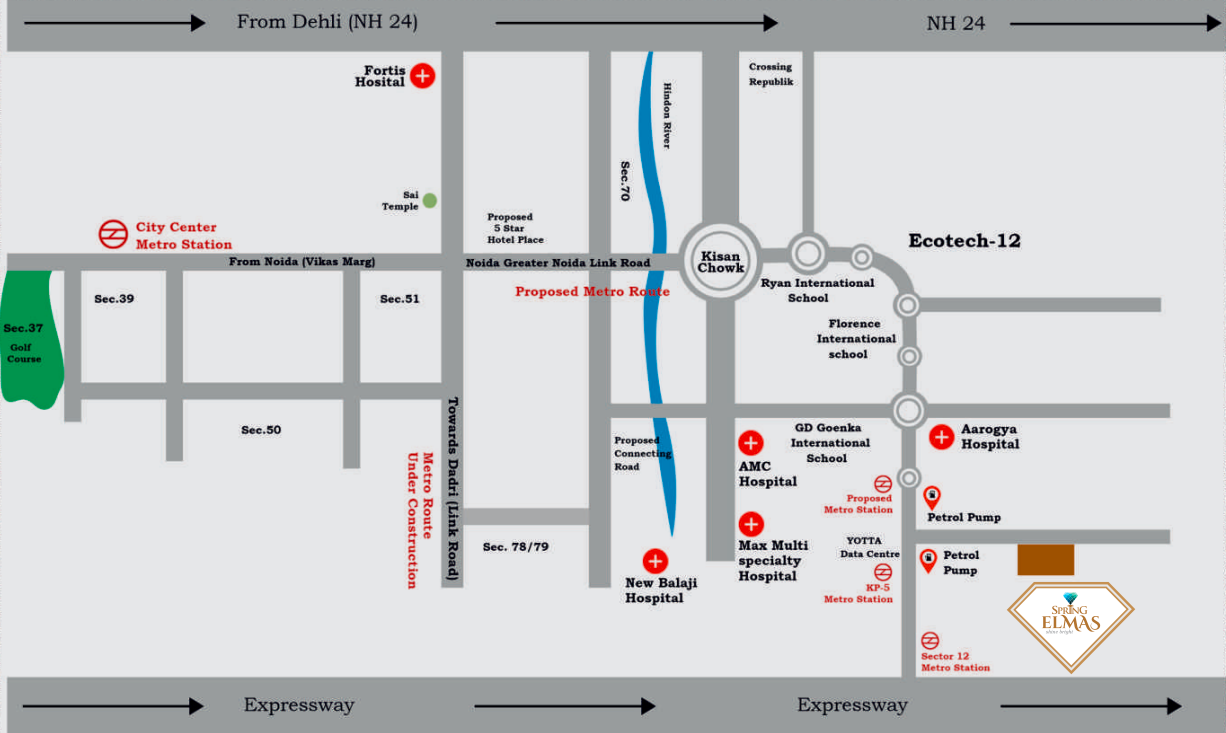 From Dehli (NH 24)
NH 24
Fortis
Hosital
Crossing
Republik
Hindon River
Sec.70
Sai
Temple
Proposed
5 Star
Hotel Place
City Center
Metro Station
Ecotech-12
From Noida (Vikas Marg)
Noida Greater Noida Link Road
Kisan
Chowk
Proposed Metro Route
Ryan International
School
Sec.39
Sec.51
Sec.37
Golf
Course
Florence
International
school
Sec.50
Towards Dadri (Link Road)
Metro Route
Under Construction
Proposed
Connecting
Road
AMC
Hospital
GD Goenka
International
School
Aarogya
Hospital
Proposed
Metro Station
Petrol Pump
Sec. 78/79
Max Multi
specialty
Hospital
YOTTA
Data Centre
Petrol
Pump
New Balaji
Hospital
KP-5
Metro Station
SPRING
ELMAS
shine bright
Sector 12
Metro Station
Expressway
Expressway